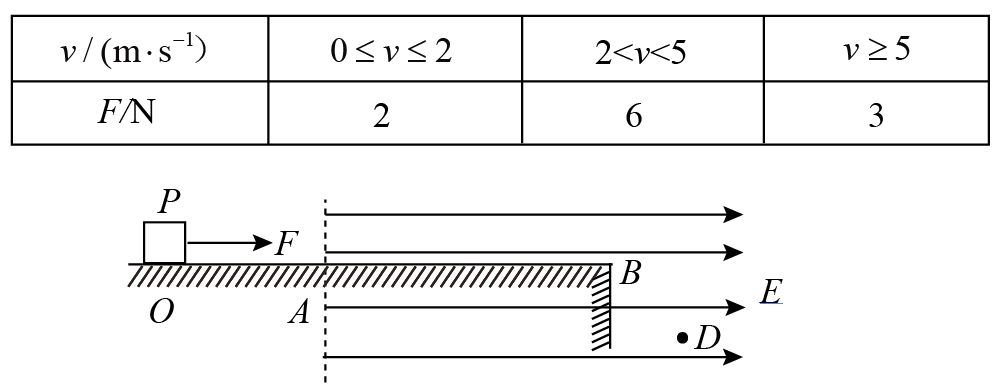 v / (m·s⁻¹) 0 ≤ v ≤ 2 2<v<5 v ≥ 5
F/N 2 6 3
P
F
B
E
O A
D